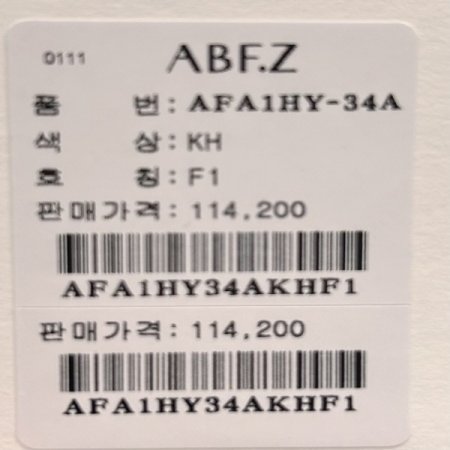 0111 ABF.Z
품 번: AFA1HY-34A
색 상: KH
호 칭: F1
판매가격: 114,200
AFA1HY34AKHF1
판매가격: 114,200
AFA1HY34AKHF1